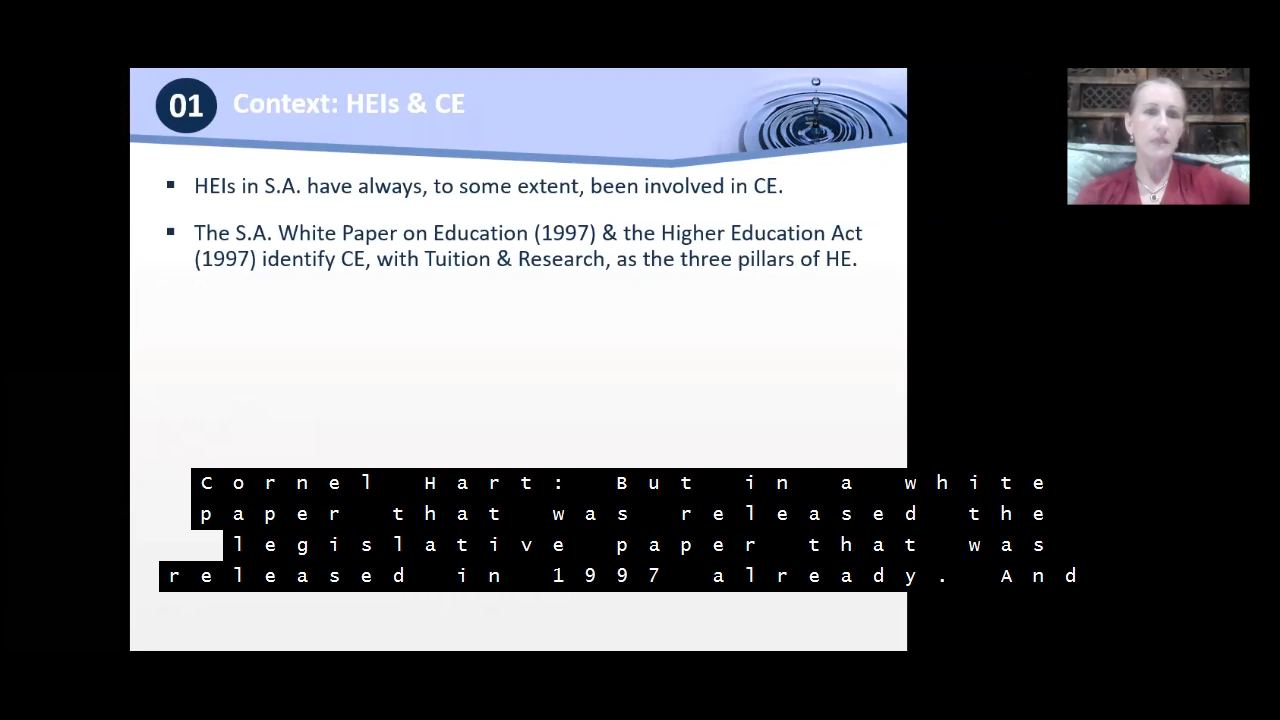 01
Context: HEIs & CE
▪ HEIs in S.A. have always, to some extent, been involved in CE.
▪ The S.A. White Paper on Education (1997) & the Higher Education Act
(1997) identify CE, with Tuition & Research, as the three pillars of HE.
Cornel Hart: But in a white
paper that was released the
legislative paper that was
released in 1997 already. And